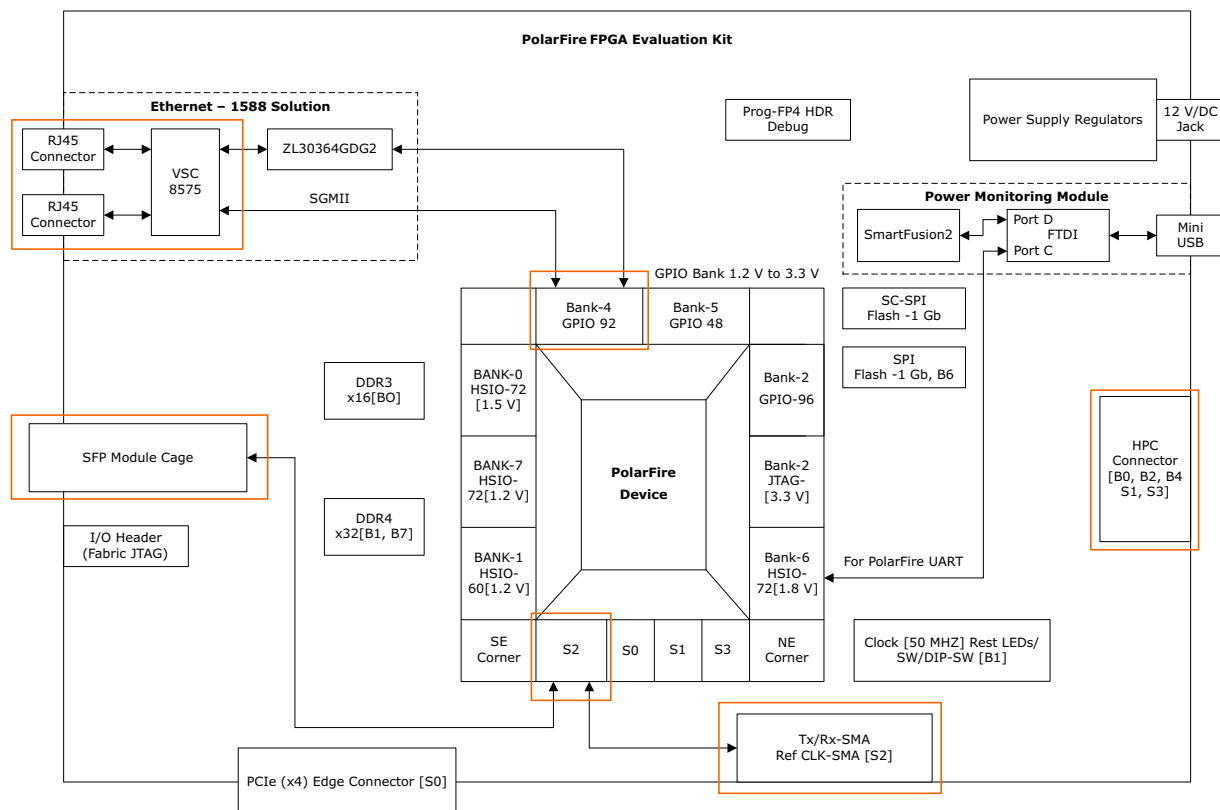 PolarFire FPGA Evaluation Kit
Ethernet – 1588 Solution
RJ45
Connector
VSC
8575
ZL30364GDG2
RJ45
Connector
SGMII
Prog-FP4 HDR
Debug
Power Supply Regulators
12 V/DC
Jack
Power Monitoring Module
SmartFusion2
Port D
FTDI
Port C
Mini
USB
GPIO Bank 1.2 V to 3.3 V
Bank-4
GPIO 92
Bank-5
GPIO 48
SC-SPI
Flash -1 Gb
SPI
Flash -1 Gb, B6
DDR3
x16[BO]
BANK-0
HSIO-72
[1.5 V]
Bank-2
GPIO-96
SFP Module Cage
BANK-7
HSIO-
72[1.2 V]
PolarFire
Device
Bank-2
JTAG-
[3.3 V]
HPC
Connector
[B0, B2, B4
S1, S3]
I/O Header
(Fabric JTAG)
DDR4
x32[B1, B7]
BANK-1
HSIO-
60[1.2 V]
Bank-6
HSIO-
72[1.8 V]
For PolarFire UART
SE
Corner
S2
S0
S1
S3
NE
Corner
Clock [50 MHZ] Rest LEDs/
SW/DIP-SW [B1]
Tx/Rx-SMA
Ref CLK-SMA [S2]
PCIe (x4) Edge Connector [S0]